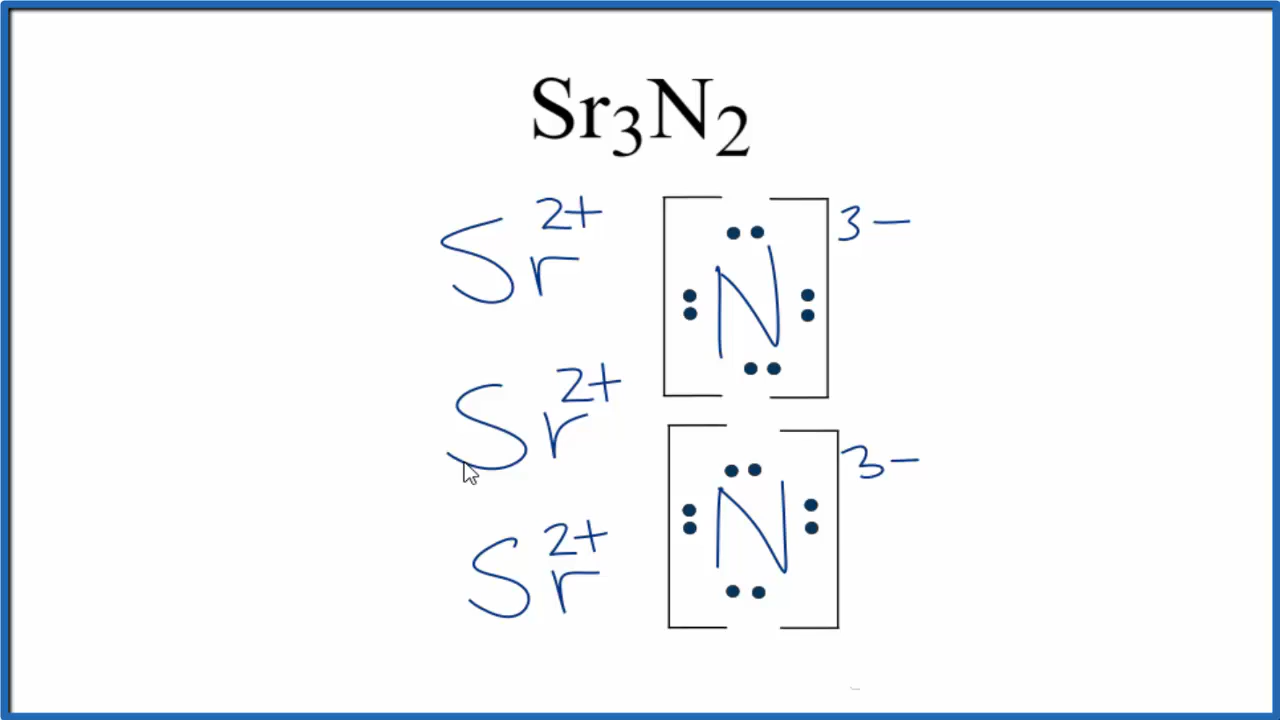 Sr₃N₂
Sr²⁺ [N]³⁻
Sr²⁺
[N]³⁻
Sr²⁺